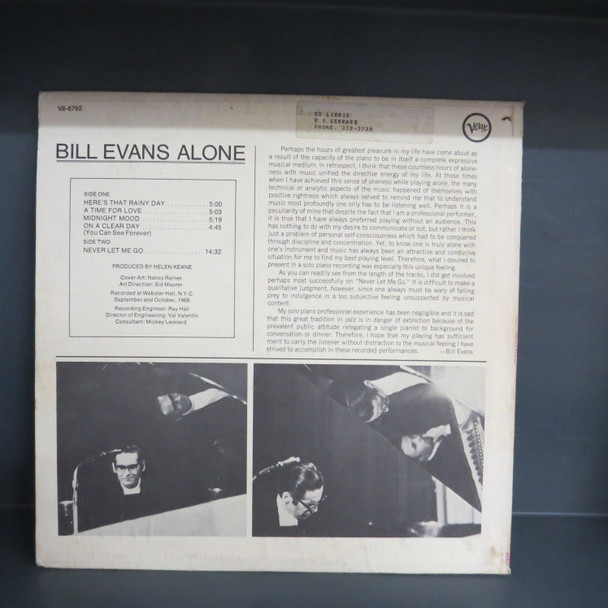 V6-8792
ED LIBBIE
R S GERRARD
PHONE. 339-3739
Verve
BILL EVANS ALONE
SIDE ONE
HERE'S THAT RAINY DAY 5:00
A TIME FOR LOVE 5:03
MIDNIGHT MOOD 5:19
ON A CLEAR DAY 4:45
(You Can See Forever)
SIDE TWO
NEVER LET ME GO 14:32
PRODUCED BY HELEN KEANE
Cover Art: Nancy Reiner
Art Direction: Sid Maurer
Recorded at Webster Hall, N.Y.C.
September and October, 1968
Recording Engineer: Ray Hall
Director of Engineering: Val Valentin
Consultant: Mickey Leonard
Perhaps the hours of greatest pleasure in my life have come about as
a result of the capacity of the piano to be in itself a complete expressive
musical medium. In retrospect, I think that these countless hours of alone-
ness with music unified the directive energy of my life. At those times
when I have achieved this sense of oneness while playing alone, the many
technical or analytic aspects of the music happened of themselves with
positive rightness which always served to remind me that to understand
music most profoundly one only has to be listening well. Perhaps it is a
peculiarity of mine that despite the fact that I am a professional performer,
it is true that I have always preferred playing without an audience. This
has nothing to do with my desire to communicate or not, but rather I think
just a problem of personal self-consciousness which had to be conquered
through discipline and concentration. Yet, to know one is truly alone with
one's instrument and music has always been an attractive and conducive
situation for me to find my best playing level. Therefore, what I desired to
present in a solo piano recording was especially this unique feeling.
As you can readily see from the length of the tracks, I did get involved
perhaps most successfully on "Never Let Me Go." It is difficult to make a
qualitative judgment, however, since one always must be wary of falling
prey to indulgence in a too subjective feeling unsupported by musical
content.
My solo piano professional experience has been negligible and it is sad
that this great tradition in jazz is in danger of extinction because of the
prevalent public attitude relegating a single pianist to background for
conversation or dinner. Therefore, I hope that my playing has sufficient
merit to carry the listener without distraction to the musical feeling I have
strived to accomplish in these recorded performances. —Bill Evans